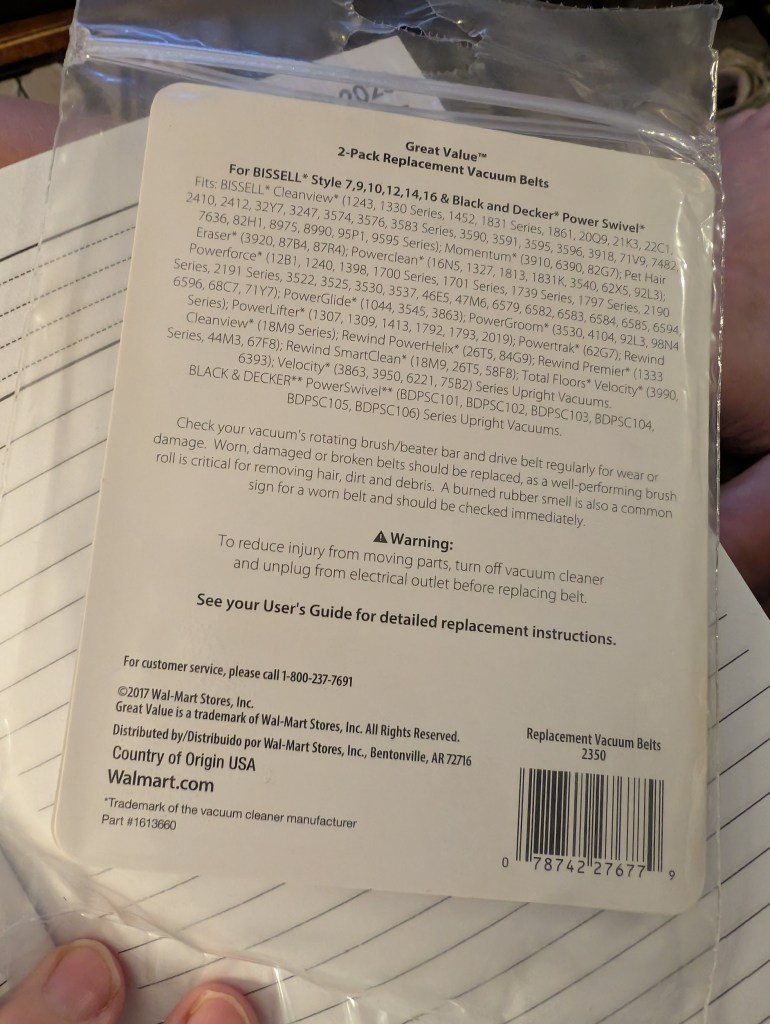 Great Value™
2-Pack Replacement Vacuum Belts
For BISSELL* Style 7,9,10,12,14,16 & Black and Decker* Power Swivel*
Fits: BISSELL* Cleanview* (1243, 1330 Series, 1452, 1831 Series, 1861, 20Q9, 21K3, 22C1,
2410, 2412, 32Y7, 3247, 3574, 3576, 3583 Series, 3590, 3591, 3595, 3596, 3918, 71V9, 7482,
7636, 82H1, 8975, 8990, 95P1, 9595 Series); Momentum* (3910, 6390, 82G7); Pet Hair
Eraser* (3920, 87B4, 87R4); Powerclean* (16N5, 1327, 1813, 1831K, 3540, 62X5, 92L3);
Powerforce* (12B1, 1240, 1398, 1700 Series, 1701 Series, 1739 Series, 1797 Series, 2190
Series, 2191 Series, 3522, 3525, 3530, 3537, 46E5, 47M6, 6579, 6582, 6583, 6584, 6585, 6594,
6596, 68C7, 71Y7); PowerGlide* (1044, 3545, 3863); PowerGroom* (3530, 4104, 92L3, 98N4
Series); PowerLifter* (1307, 1309, 1413, 1792, 1793, 2019); Powertrak* (62G7); Rewind
Cleanview* (18M9 Series); Rewind PowerHelix* (26T5, 84G9); Rewind Premier* (1333
Series, 44M3, 67F8); Rewind SmartClean* (18M9, 26T5, 58F8); Total Floors* Velocity* (3990,
6393); Velocity* (3863, 3950, 6221, 75B2) Series Upright Vacuums.
BLACK & DECKER** PowerSwivel** (BDPSC101, BDPSC102, BDPSC103, BDPSC104,
BDPSC105, BDPSC106) Series Upright Vacuums.
Check your vacuum's rotating brush/beater bar and drive belt regularly for wear or
damage. Worn, damaged or broken belts should be replaced, as a well-performing brush
roll is critical for removing hair, dirt and debris. A burned rubber smell is also a common
sign for a worn belt and should be checked immediately.
⚠Warning:
To reduce injury from moving parts, turn off vacuum cleaner
and unplug from electrical outlet before replacing belt.
See your User's Guide for detailed replacement instructions.
For customer service, please call 1-800-237-7691
©2017 Wal-Mart Stores, Inc.
Great Value is a trademark of Wal-Mart Stores, Inc. All Rights Reserved.
Distributed by/Distribuido por Wal-Mart Stores, Inc., Bentonville, AR 72716
Country of Origin USA
Walmart.com
*Trademark of the vacuum cleaner manufacturer
Part #1613660
Replacement Vacuum Belts
2350
0 78742 27677 9